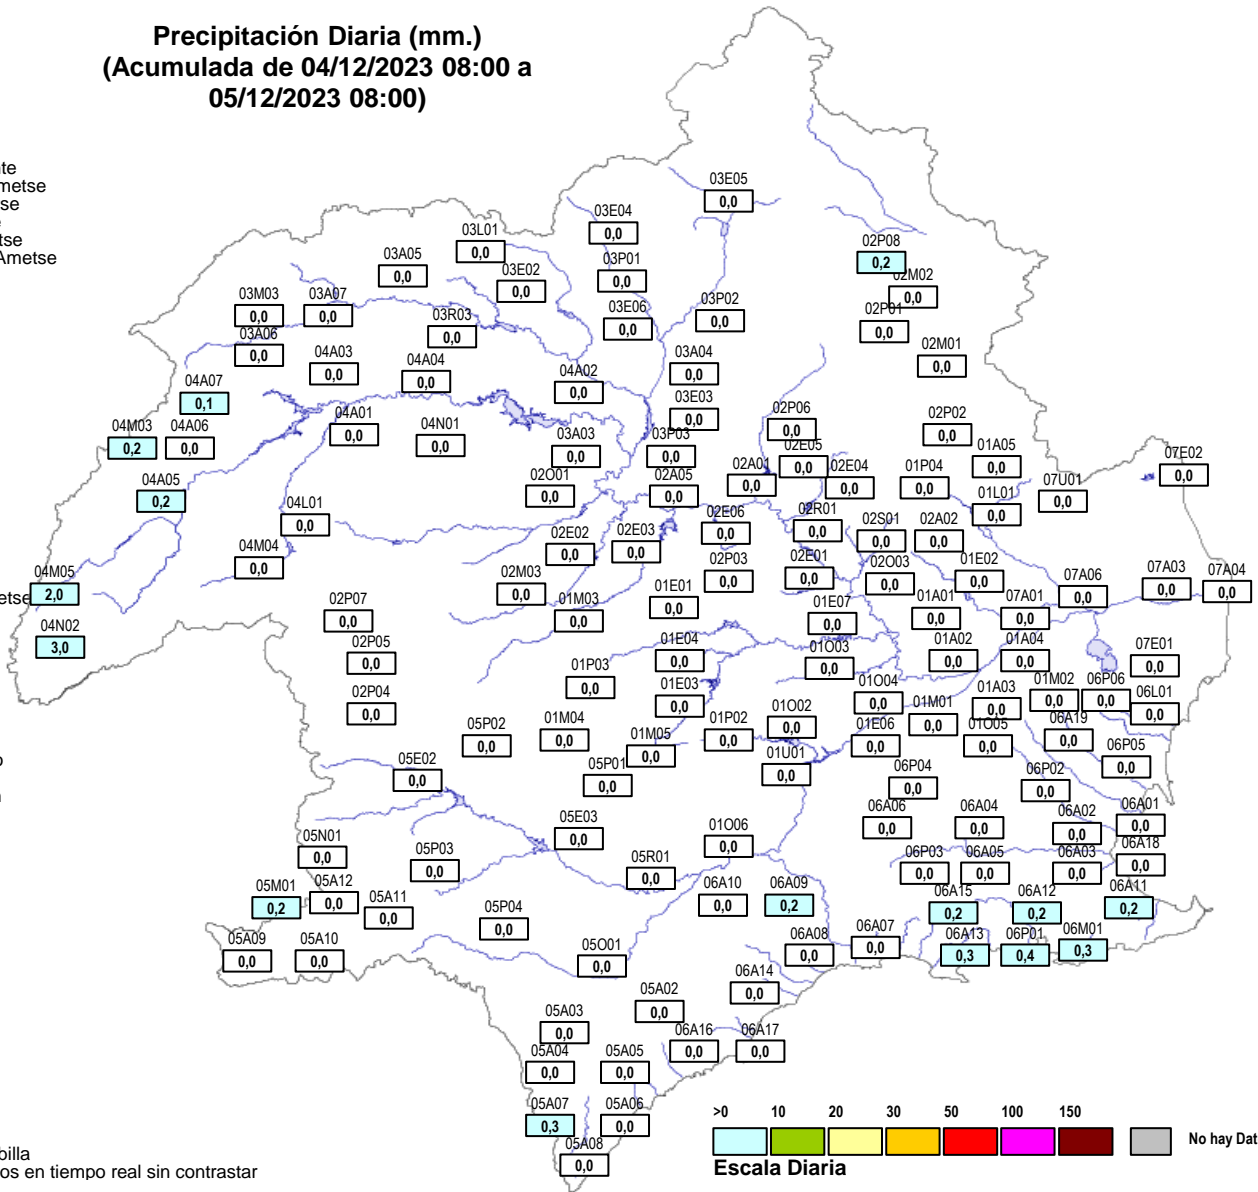 Precipitación Diaria (mm.)
(Acumulada de 04/12/2023 08:00 a
05/12/2023 08:00)
nte
metse
se
e
tse
Ametse
03E05
0,0
03E04
0,0
03L01
0,0
02P08
0,2
03A05
0,0
03P01
0,0
03E02
0,0
02M02
0,0
03M03
0,0
03A07
0,0
03P02
0,0
03E06
0,0
02P01
0,0
03R03
0,0
03A06
0,0
04A03
0,0
02M01
0,0
03A04
0,0
04A04
0,0
04A02
0,0
04A07
0,1
03E03
0,0
02P06
0,0
02P02
0,0
04A01
0,0
04M03
0,2
04A06
0,0
04N01
0,0
03A03
0,0
03P03
0,0
02E05
0,0
01A05
0,0
07E02
0,0
02O01
0,0
02A05
0,0
02A01
0,0
02E04
0,0
01P04
0,0
07U01
0,0
04A05
0,2
01L01
0,0
04L01
0,0
02E06
0,0
02R01
0,0
02S01
0,0
02A02
0,0
02E02
0,0
02E03
0,0
04M04
0,0
02P03
0,0
02E01
0,0
02O03
0,0
01E02
0,0
04M05
2,0
etse
02M03
0,0
07A06
0,0
07A03
0,0
07A04
0,0
01E01
0,0
02P07
0,0
01M03
0,0
01E07
0,0
01A01
0,0
07A01
0,0
04N02
3,0
02P05
0,0
01E04
0,0
01O03
0,0
01A02
0,0
01A04
0,0
07E01
0,0
01P03
0,0
02P04
0,0
01E03
0,0
01O04
0,0
01A03
0,0
01M02
0,0
06P06
0,0
06L01
0,0
01O02
0,0
01M01
0,0
05P02
0,0
01M04
0,0
01P02
0,0
01E06
0,0
01O05
0,0
06A19
0,0
01M05
0,0
01U01
0,0
06P05
0,0
05E02
0,0
05P01
0,0
06P04
0,0
06P02
0,0
05E03
0,0
06A06
0,0
06A04
0,0
06A02
0,0
06A01
0,0
01O06
0,0
05N01
0,0
05P03
0,0
05R01
0,0
06P03
0,0
06A05
0,0
06A03
0,0
06A18
0,0
05M01
0,2
05A12
0,0
05A11
0,0
06A10
0,0
06A09
0,2
06A15
0,2
06A12
0,2
06A11
0,2
05P04
0,0
05A09
0,0
05A10
0,0
05O01
0,0
06A08
0,0
06A07
0,0
06A13
0,3
06P01
0,4
06M01
0,3
06A14
0,0
05A02
0,0
05A03
0,0
06A16
0,0
06A17
0,0
05A04
0,0
05A05
0,0
05A07
0,3
05A06
0,0
05A08
0,0
>0 10 20 30 50 100 150
No hay Dat
Escala Diaria
billa
os en tiempo real sin contrastar